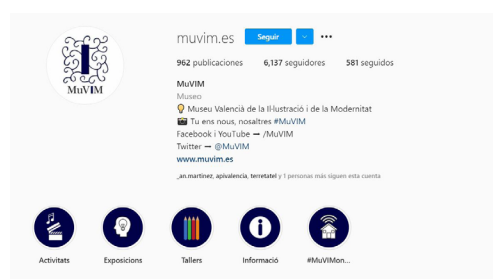 muvim.es Seguir
962 publicaciones 6,137 seguidores 581 seguidos
MuVIM
MuVIM
Museo
Museu Valencià de la Il·lustració i de la Modernitat
Tu ens nous, nosaltres #MuVIM
Facebook i YouTube → /MuVIM
Twitter → @MuVIM
www.muvim.es
_an.martinez, apivalencia, terretatel y 1 personas más siguen esta cuenta
Activitats Exposicions Tallers Informació #MuVIMon...